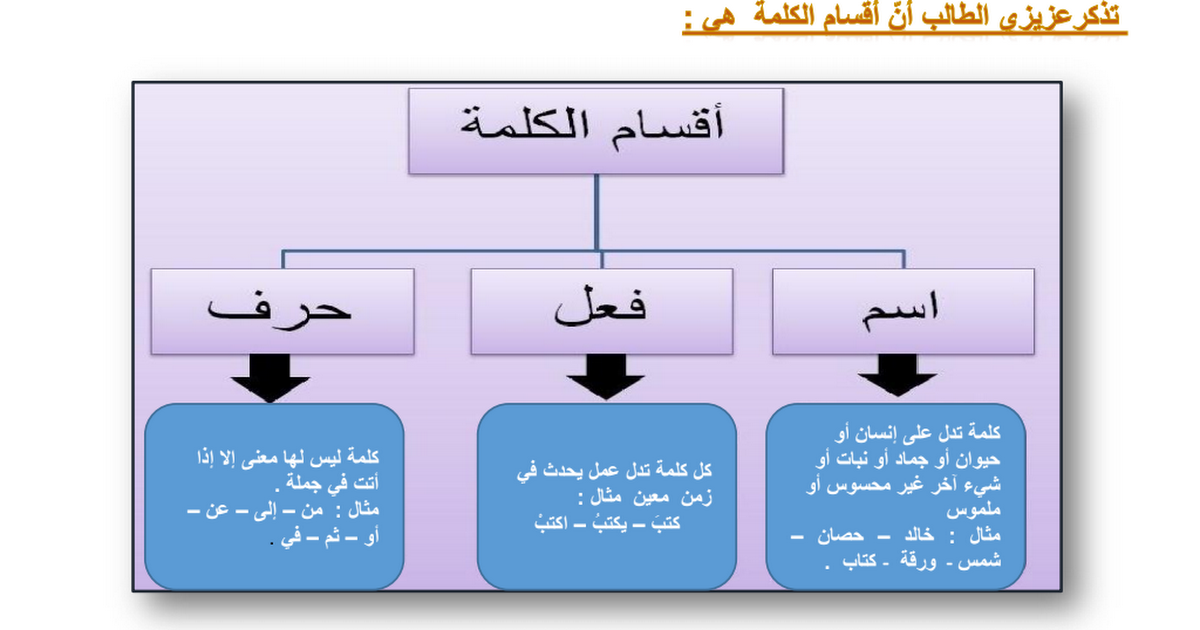 تذكرعزيزي الطالب أنّ أقسام الكلمة هي :
أقسام الكلمة
اسم
فعل
حرف
كلمة تدل على إنسان أو
حيوان أو جماد أو نبات أو
شيء آخر غير محسوس أو
ملموس
مثال : خالد – حصان –
شمس - ورقة - كتاب .
كل كلمة تدل عمل يحدث في
زمن معين مثال :
كتبَ – يكتبُ – اكتبْ
كلمة ليس لها معنى إلا إذا
أتت في جملة .
مثال : من – إلى – عن –
أو – ثم – في .